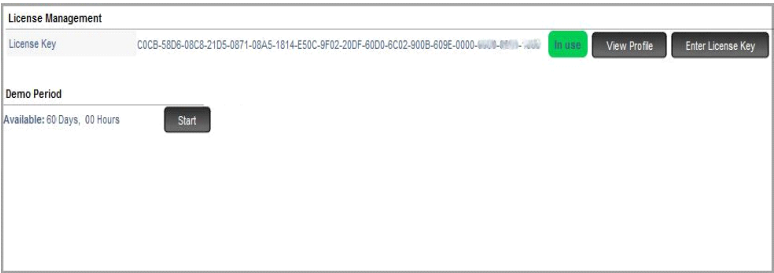 License Management
License Key C0CB-58D6-08C8-21D5-0871-08A5-1814-E50C-9F02-20DF-60D0-6C02-900B-609E-0000- In use View Profile Enter License Key
Demo Period
Available: 60 Days, 00 Hours Start